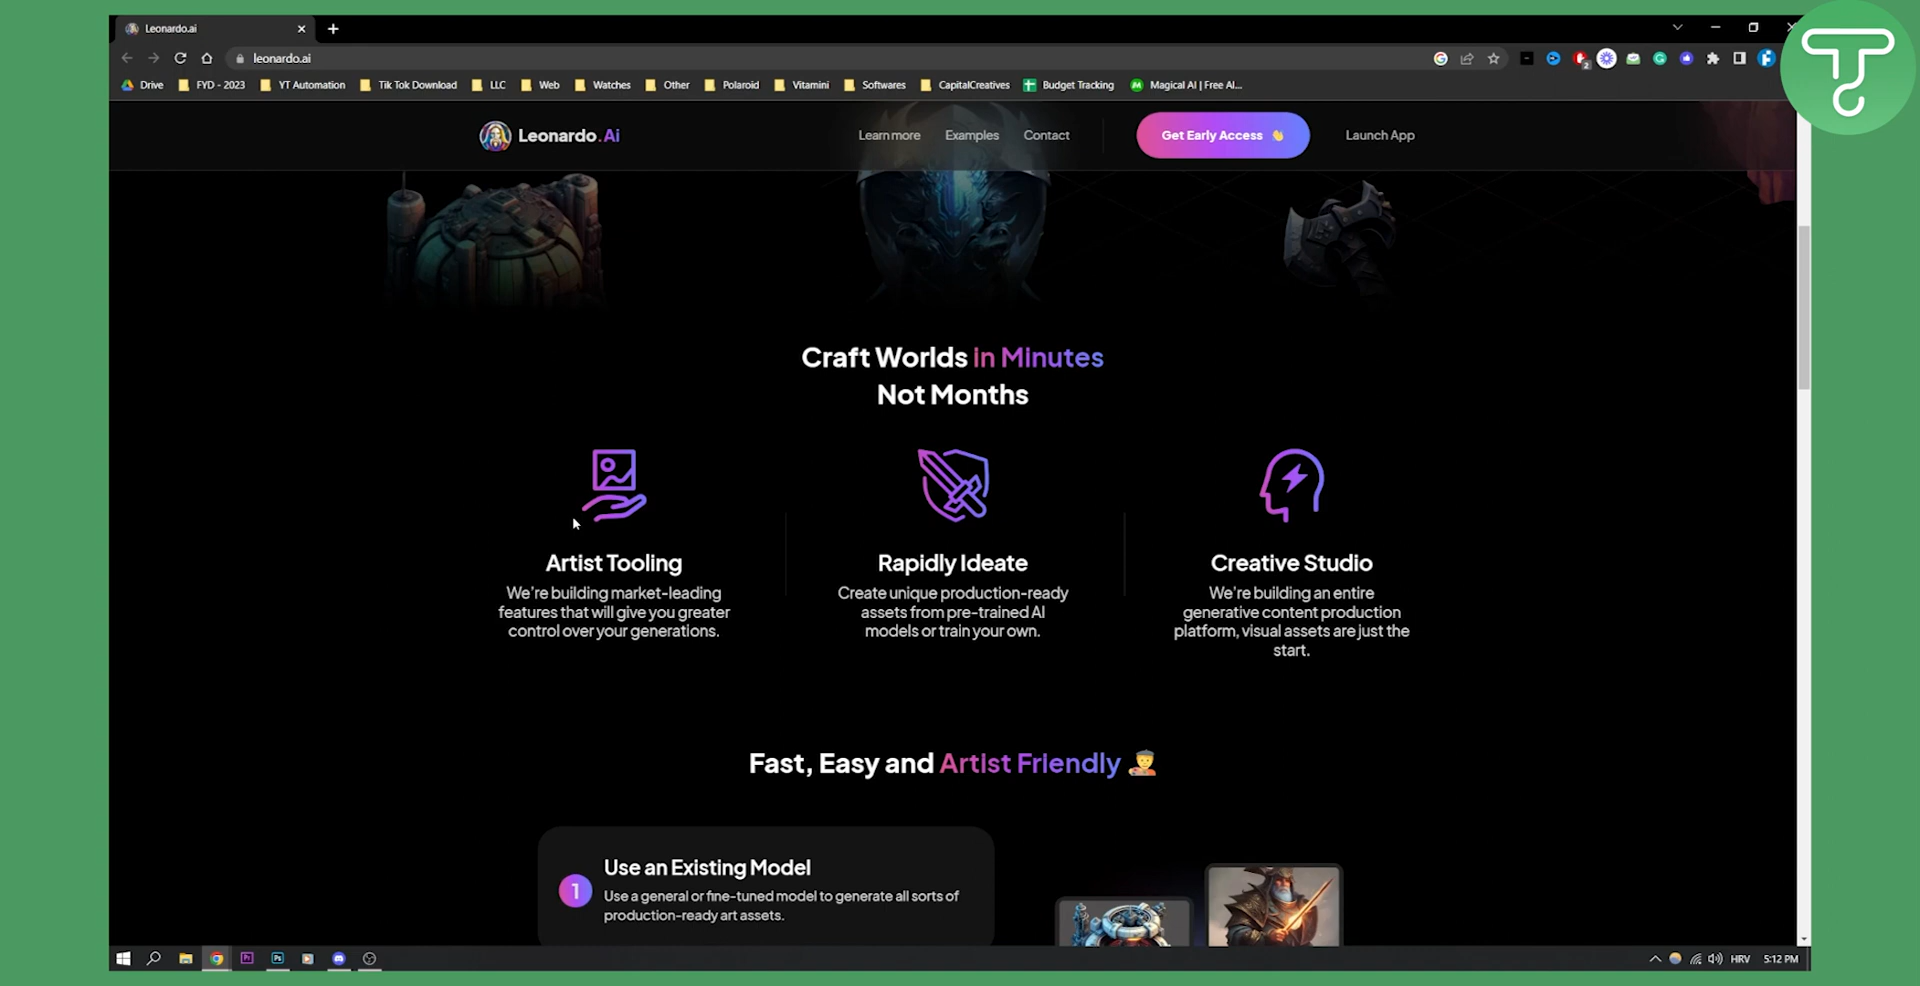 Leonardo.ai
leonardo.ai
Drive FYD - 2023 YT Automation Tik Tok Download LLC Web Watches Other Polaroid Vitamini Softwares CapitalCreatives Budget Tracking Magical AI | Free AI...
Leonardo.Ai Learn more Examples Contact Get Early Access 👋 Launch App
Craft Worlds in Minutes
Not Months
Artist Tooling
We're building market-leading
features that will give you greater
control over your generations.
Rapidly Ideate
Create unique production-ready
assets from pre-trained AI
models or train your own.
Creative Studio
We're building an entire
generative content production
platform, visual assets are just the
start.
Fast, Easy and Artist Friendly 🧑‍🎨
1
Use an Existing Model
Use a general or fine-tuned model to generate all sorts of
production-ready art assets.
HRV 5:12 PM